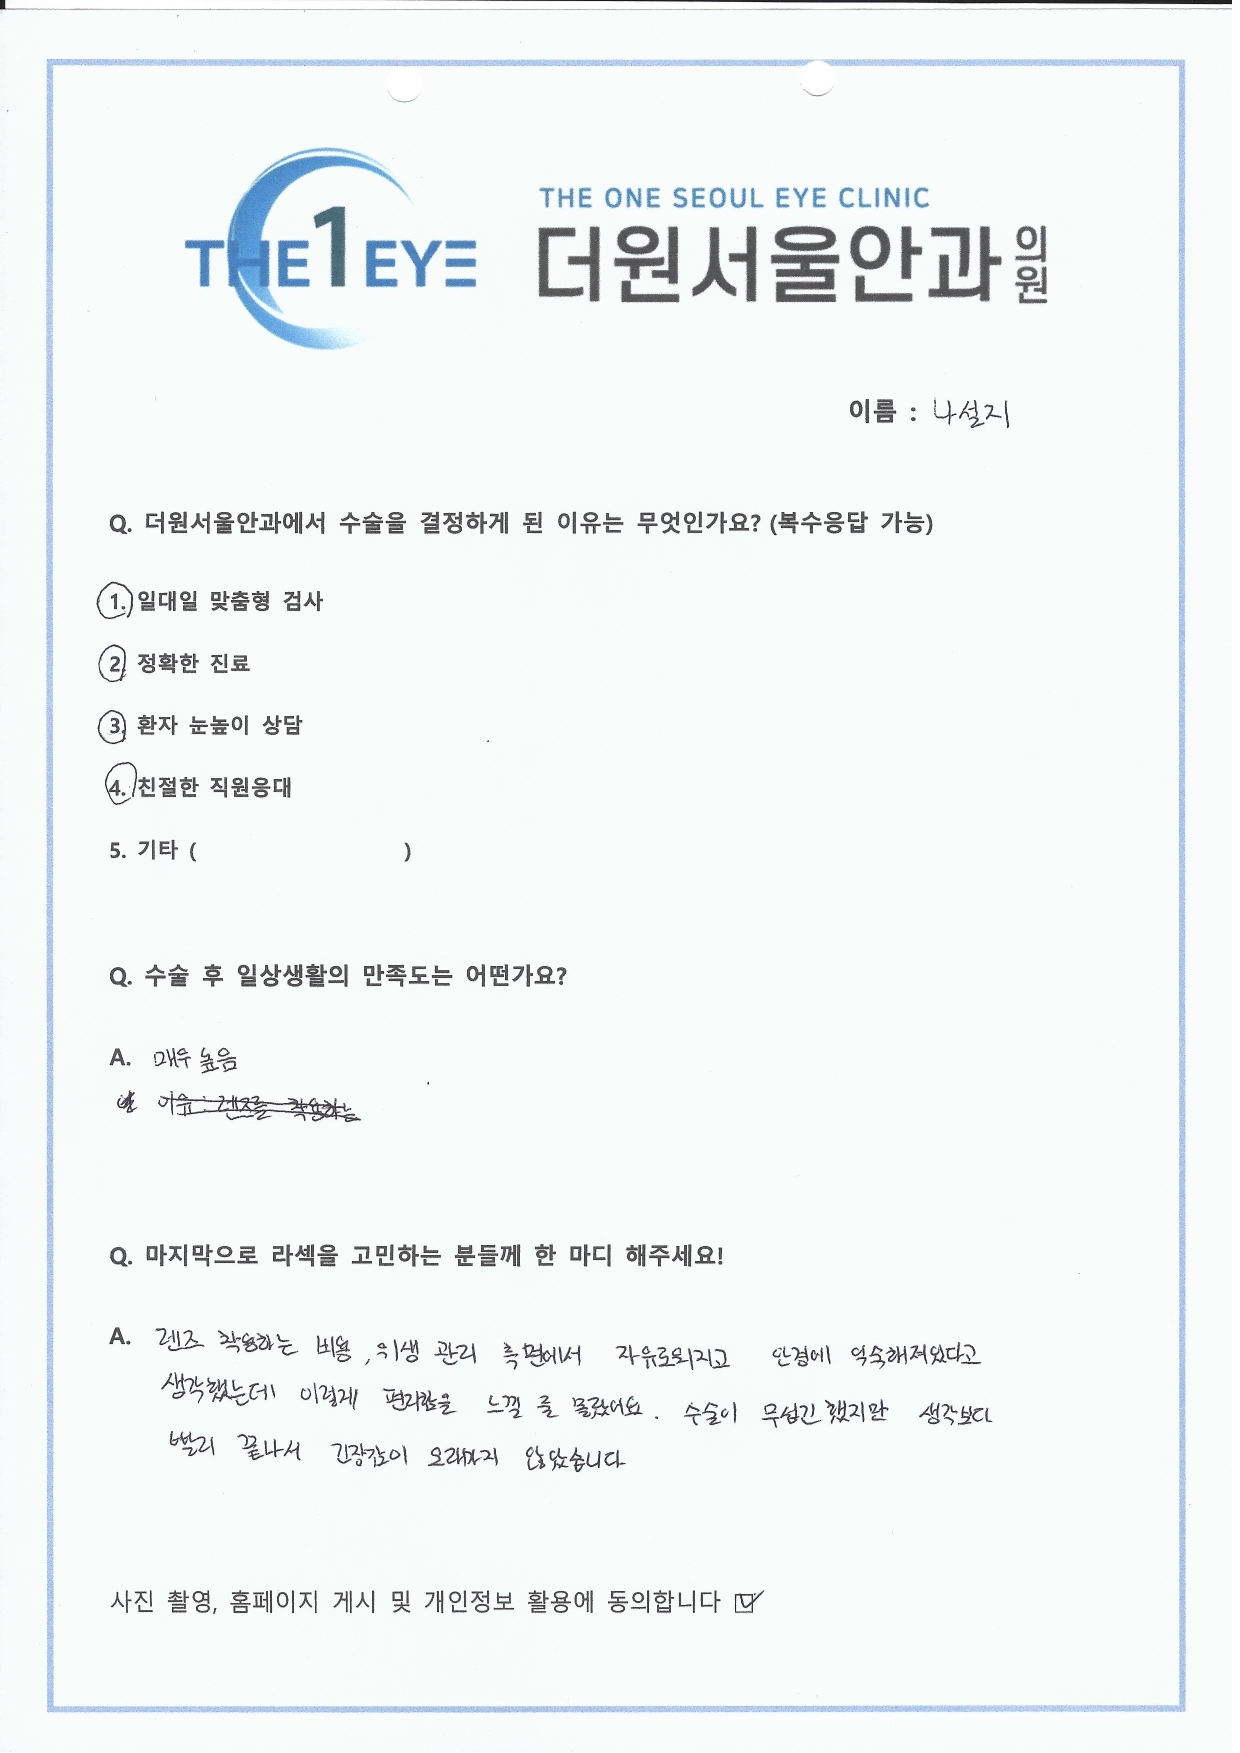 THE1EYE
THE ONE SEOUL EYE CLINIC
더원서울안과의원
이름 : 나설지
Q. 더원서울안과에서 수술을 결정하게 된 이유는 무엇인가요? (복수응답 가능)
1. 일대일 맞춤형 검사
2. 정확한 진료
3. 환자 눈높이 상담
4. 친절한 직원응대
5. 기타 ( )
Q. 수술 후 일상생활의 만족도는 어떤가요?
A. 매우 높음
이유 : 렌즈를 착용하는
Q. 마지막으로 라섹을 고민하는 분들께 한 마디 해주세요!
A. 렌즈 착용하는 비용, 위생 관리 측면에서 자유로워지고 안경에 익숙해져있다고
생각했는데 이렇게 편리함을 느낄 줄 몰랐어요. 수술이 무섭긴 했지만 생각보다
빨리 끝나서 긴장감이 오래가지 않았습니다
사진 촬영, 홈페이지 게시 및 개인정보 활용에 동의합니다 ☑